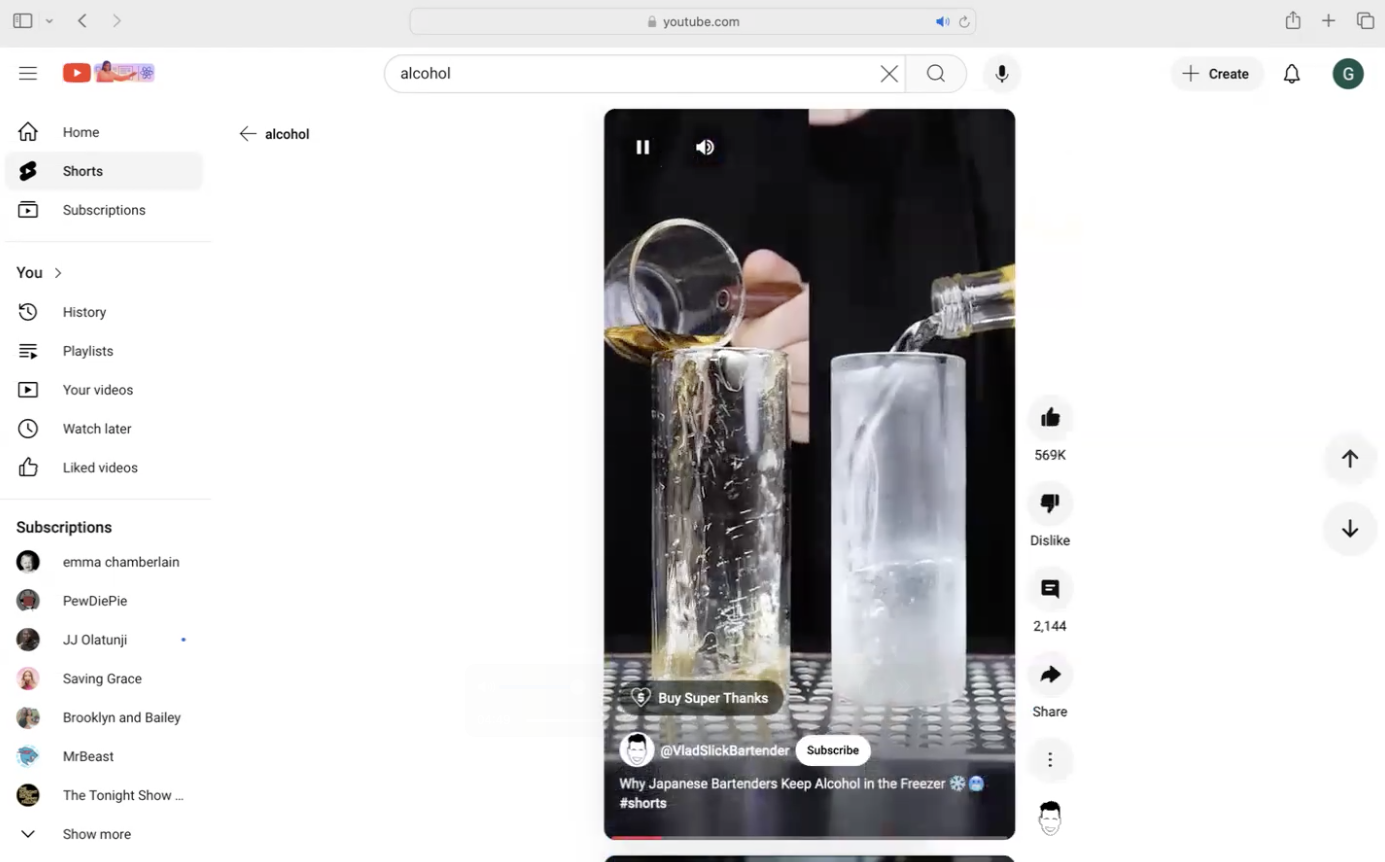 youtube.com
alcohol
Create
G
Home
alcohol
Shorts
Subscriptions
You
History
Playlists
Your videos
Watch later
569K
Liked videos
Subscriptions
Dislike
emma chamberlain
PewDiePie
2,144
JJ Olatunji
Saving Grace
Buy Super Thanks
Share
Brooklyn and Bailey
@VladSlickBartender Subscribe
MrBeast
Why Japanese Bartenders Keep Alcohol in the Freezer ❄️🥶
The Tonight Show ...
#shorts
Show more